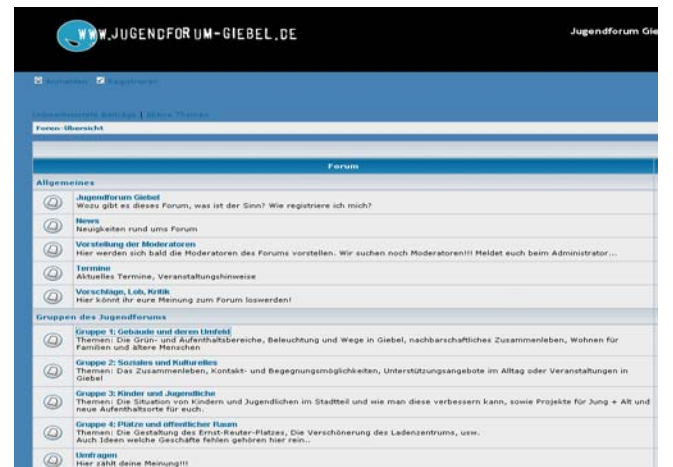 WWW.JUGENDFORUM-GIEBEL.DE
Jugendforum Gie
Anmelden Registrieren
Unbeantwortete Beiträge | Aktive Themen
Foren-Übersicht
Forum
Allgemeines
Jugendforum Giebel
Wozu gibt es dieses Forum, was ist der Sinn? Wie registriere ich mich?
News
Neuigkeiten rund ums Forum
Vorstellung der Moderatoren
Hier werden sich bald die Moderatoren des Forums vorstellen. Wir suchen noch Moderatoren!!! Meldet euch beim Administrator...
Termine
Aktuelles Termine, Veranstaltungshinweise
Vorschläge, Lob, Kritik
Hier könnt ihr eure Meinung zum Forum loswerden!
Gruppen des Jugendforums
Gruppe 1: Gebäude und deren Umfeld
Themen: Die Grün- und Aufenthaltsbereiche, Beleuchtung und Wege in Giebel, nachbarschaftliches Zusammenleben, Wohnen für
Familien und ältere Menschen
Gruppe 2: Soziales und Kulturelles
Themen: Das Zusammenleben, Kontakt- und Begegnungsmöglichkeiten, Unterstützungsangebote im Alltag oder Veranstaltungen in
Giebel
Gruppe 3: Kinder und Jugendliche
Themen: Die Situation von Kindern und Jugendlichen im Stadtteil und wie man diese verbessern kann, sowie Projekte für Jung + Alt und
neue Aufenthaltsorte für euch.
Gruppe 4: Plätze und öffentlicher Raum
Themen: Die Gestaltung des Ernst-Reuter-Platzes, Die Verschönerung des Ladenzentrums, usw.
Auch Ideen welche Geschäfte fehlen gehören hier rein...
Umfragen
Hier zählt deine Meinung!!!